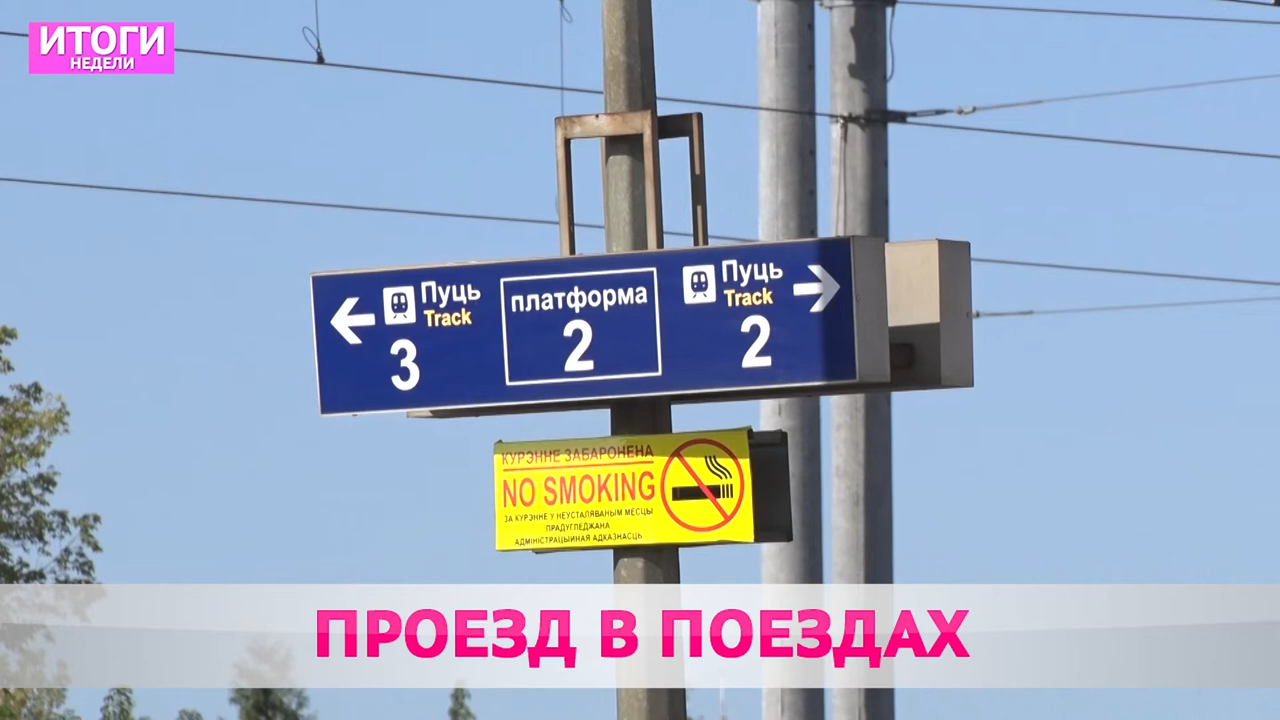 ИТОГИ
НЕДЕЛИ
Пуць
Track
3
платформа
2
Пуць
Track
2
КУРЭННЕ ЗАБАРОНЕНА
NO SMOKING
ЗА КУРЭННЕ У НЕУСТАЛЯВАНЫМ МЕСЦЫ
ПРАДУГЛЕДЖАНА
АДМІНІСТРАЦЫЙНАЯ АДКАЗНАСЦЬ
ПРОЕЗД В ПОЕЗДАХ